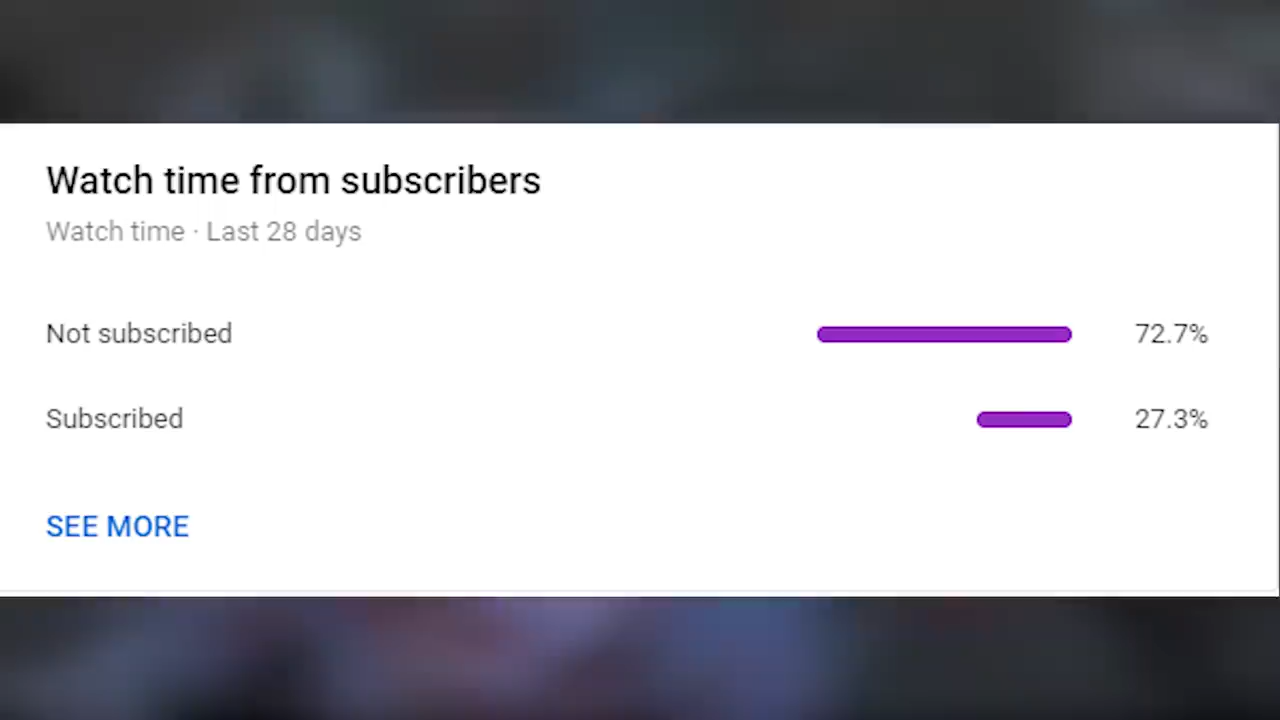 Watch time from subscribers
Watch time · Last 28 days
Not subscribed 72.7%
Subscribed 27.3%
SEE MORE